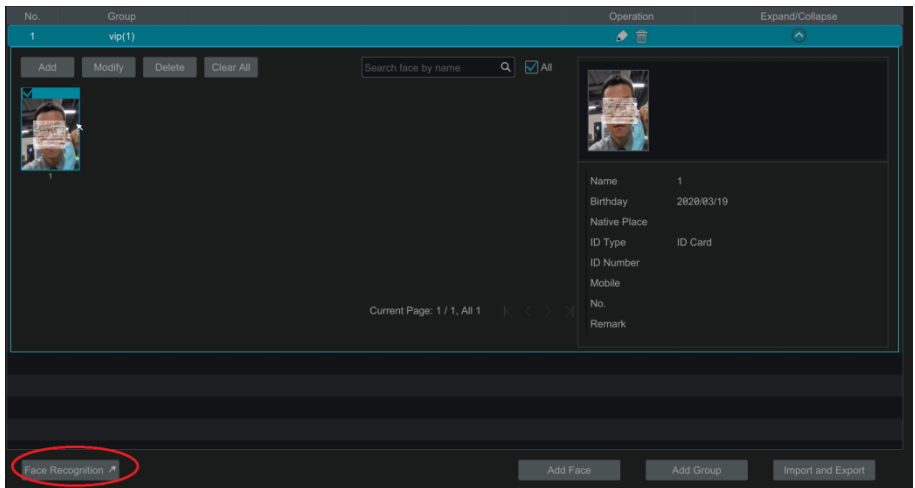 No. Group Operation Expand/Collapse
1 vip(1)
Add Modify Delete Clear All Search face by name All
1
Name 1
Birthday 2020/03/19
Native Place
ID Type ID Card
ID Number
Mobile
Current Page: 1 / 1, All 1
No.
Remark
Face Recognition Add Face Add Group Import and Export